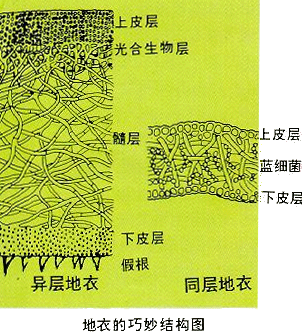 上皮层
光合生物层
髓层
上皮层
蓝细菌
下皮层
下皮层
假根
异层地衣
同层地衣
地衣的巧妙结构图